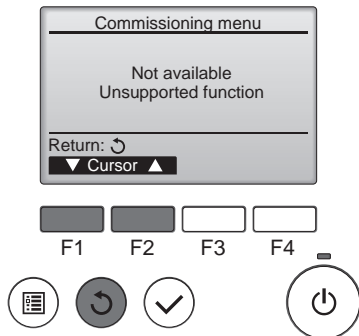 Commissioning menu
Not available
Unsupported function
Return:
▼ Cursor ▲
F1 F2 F3 F4